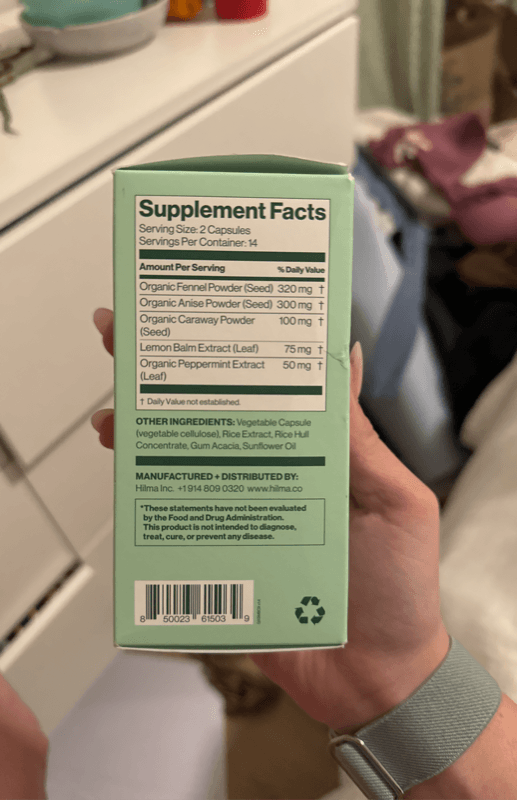 Supplement Facts
Serving Size: 2 Capsules
Servings Per Container: 14
Amount Per Serving % Daily Value
Organic Fennel Powder (Seed) 320 mg †
Organic Anise Powder (Seed) 300 mg †
Organic Caraway Powder 100 mg †
(Seed)
Lemon Balm Extract (Leaf) 75 mg †
Organic Peppermint Extract 50 mg †
(Leaf)
† Daily Value not established.
OTHER INGREDIENTS: Vegetable Capsule
(vegetable cellulose), Rice Extract, Rice Hull
Concentrate, Gum Acacia, Sunflower Oil
MANUFACTURED + DISTRIBUTED BY:
Hilma Inc. +1 914 809 0320 www.hilma.co
*These statements have not been evaluated
by the Food and Drug Administration.
This product is not intended to diagnose,
treat, cure, or prevent any disease.
8 50023 61503 9